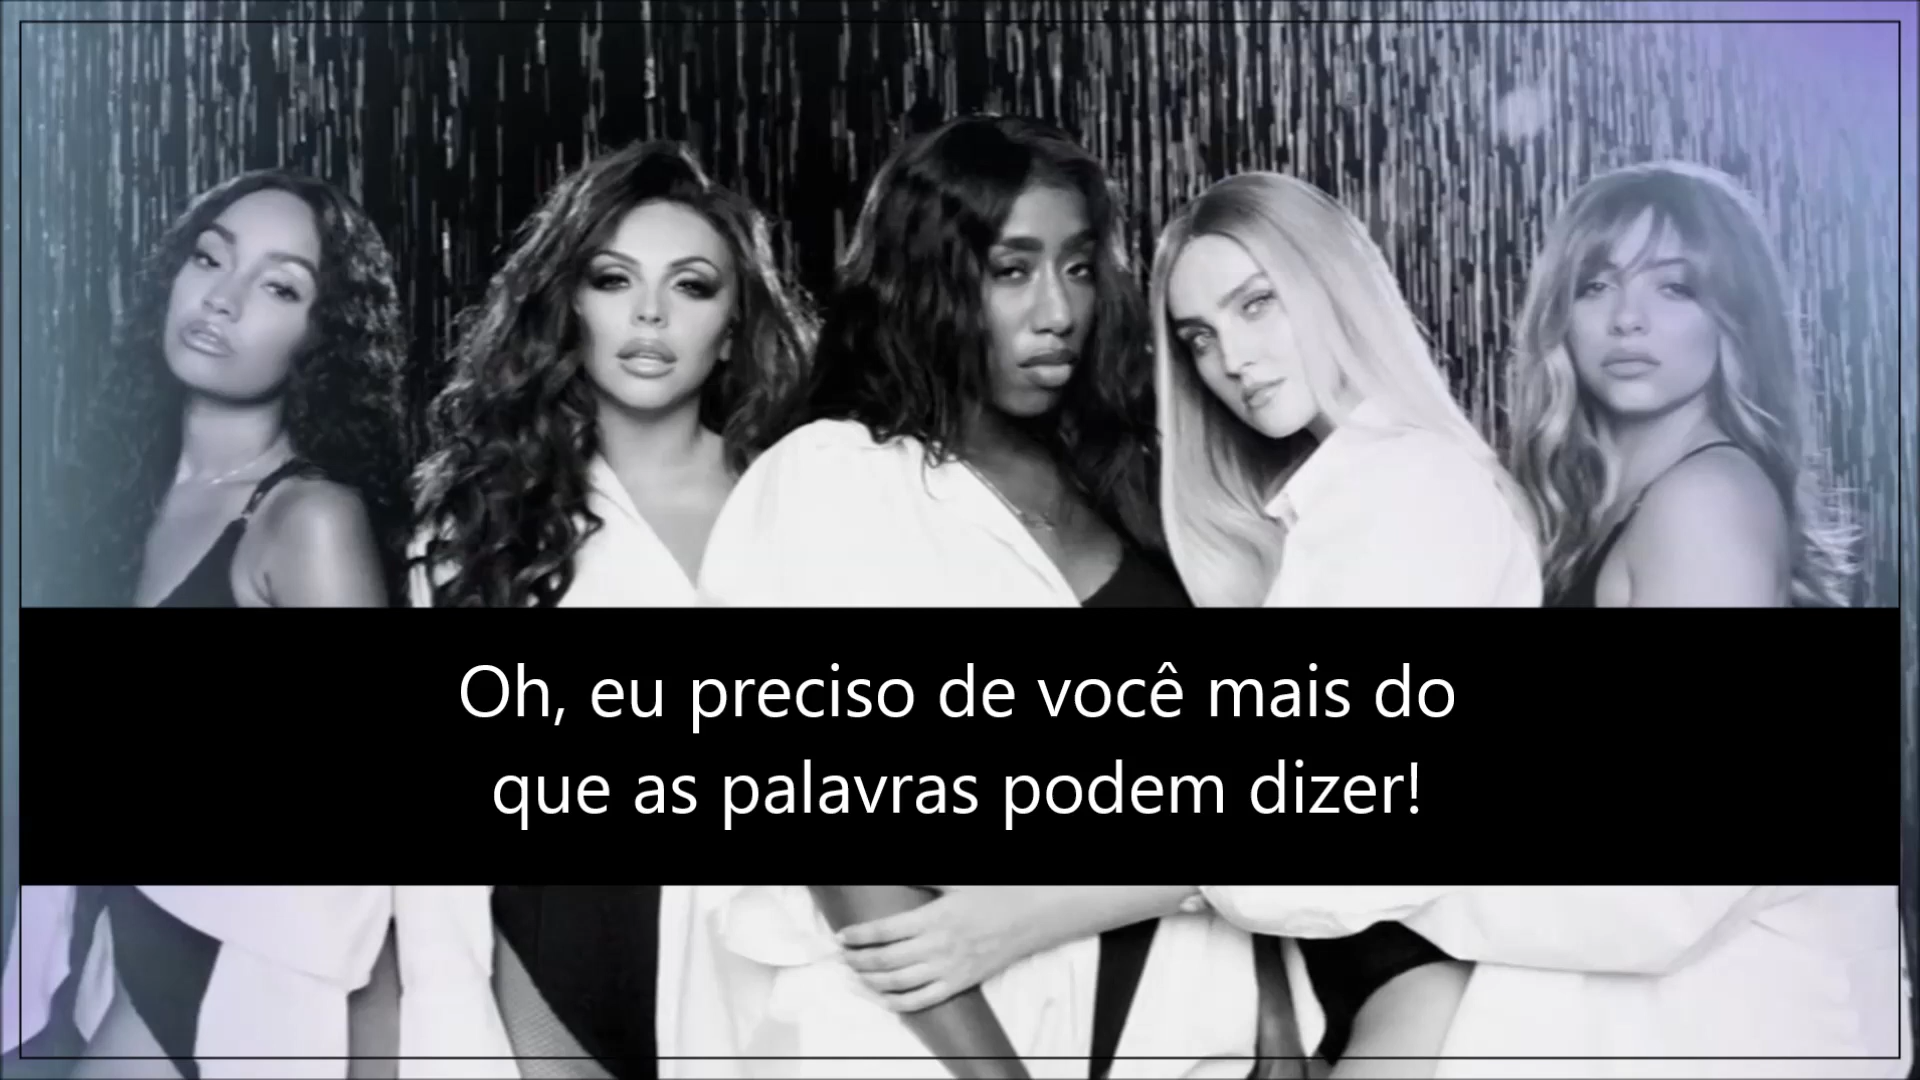 Oh, eu preciso de você mais do
que as palavras podem dizer!